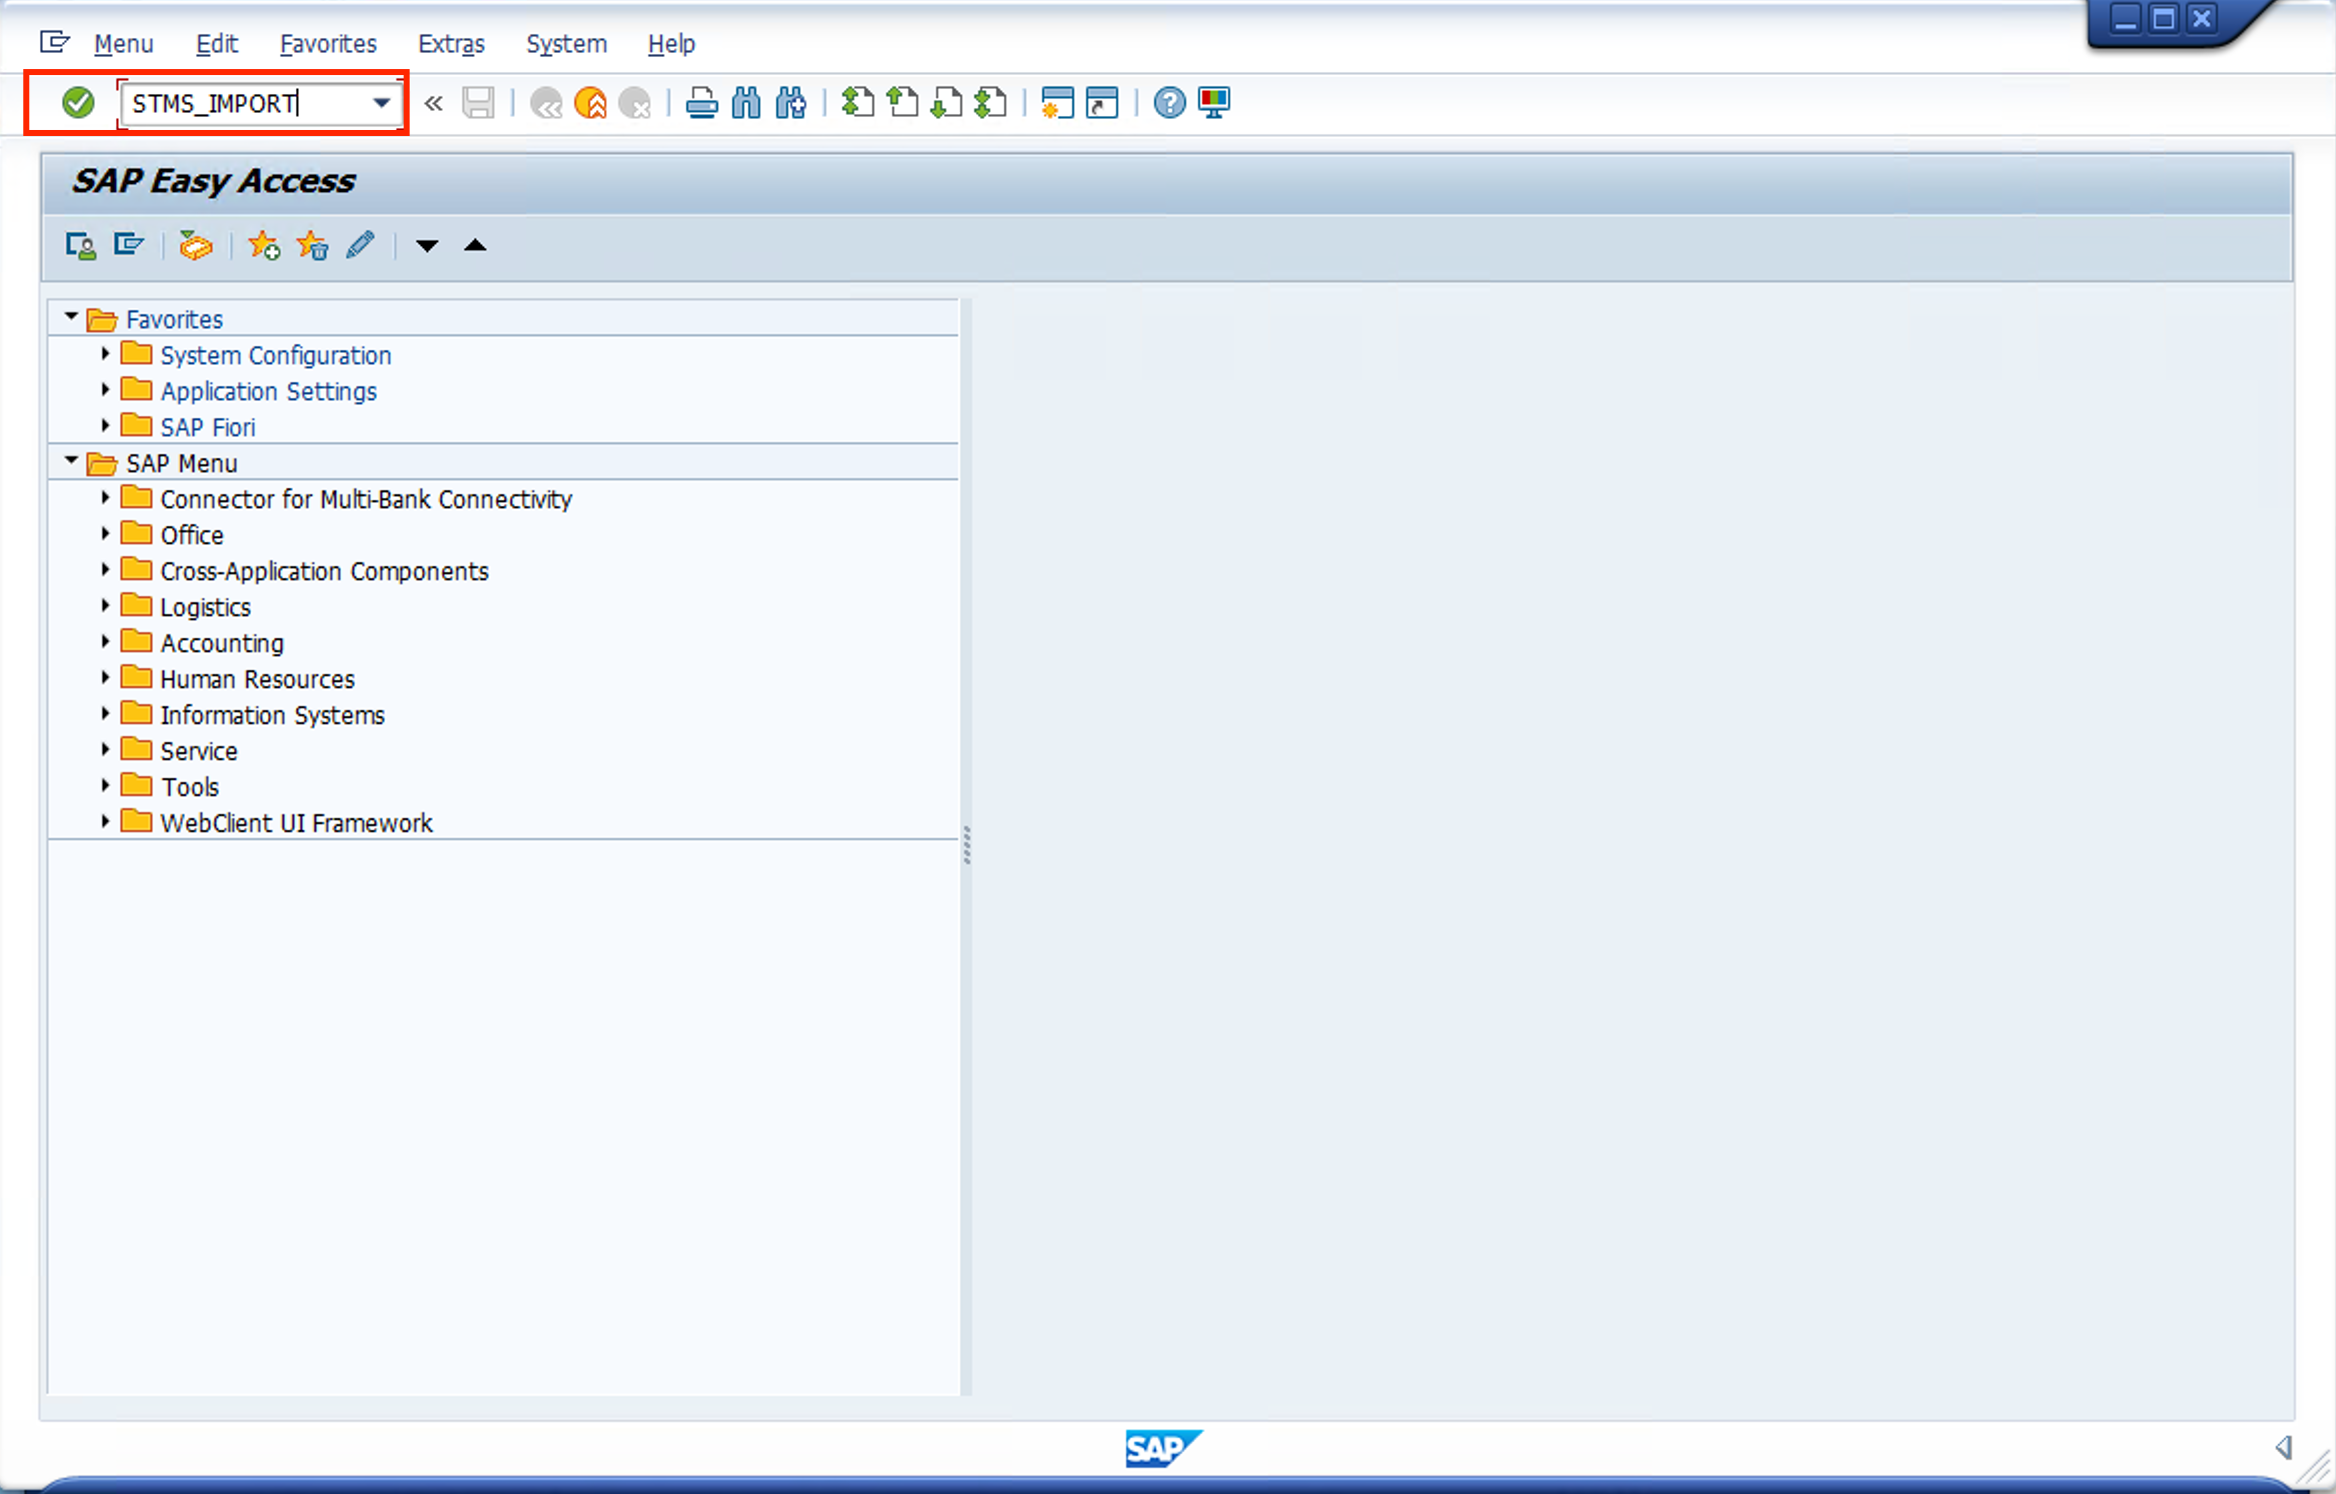 Menu Edit Favorites Extras System Help
STMS_IMPORT
SAP Easy Access
Favorites
System Configuration
Application Settings
SAP Fiori
SAP Menu
Connector for Multi-Bank Connectivity
Office
Cross-Application Components
Logistics
Accounting
Human Resources
Information Systems
Service
Tools
WebClient UI Framework
SAP